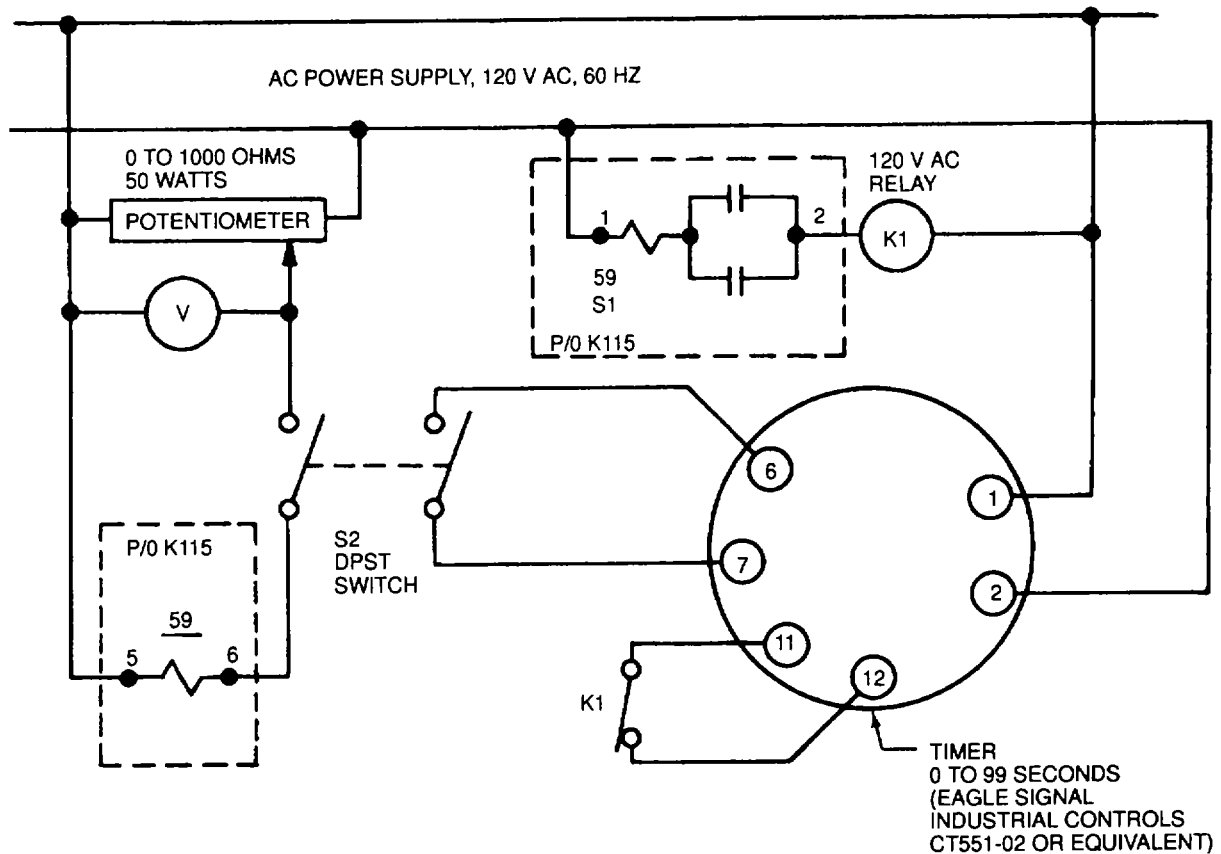 AC POWER SUPPLY, 120 V AC, 60 HZ
0 TO 1000 OHMS
50 WATTS
POTENTIOMETER
120 V AC
RELAY
1
2
K1
59
S1
P/0 K115
V
6
1
7
2
S2
DPST
SWITCH
P/0 K115
59
5
6
11
12
K1
TIMER
0 TO 99 SECONDS
(EAGLE SIGNAL
INDUSTRIAL CONTROLS
CT551-02 OR EQUIVALENT)